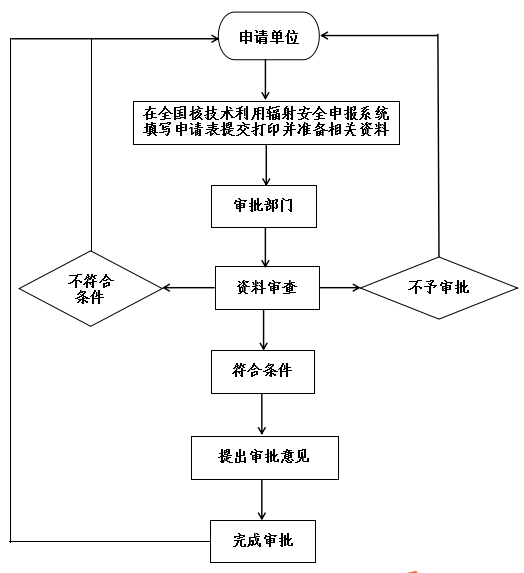 申请单位
在全国核技术利用辐射安全申报系统
填写申请表提交打印并准备相关资料
审批部门
不符合
条件
资料审查
不予审批
符合条件
提出审批意见
完成审批